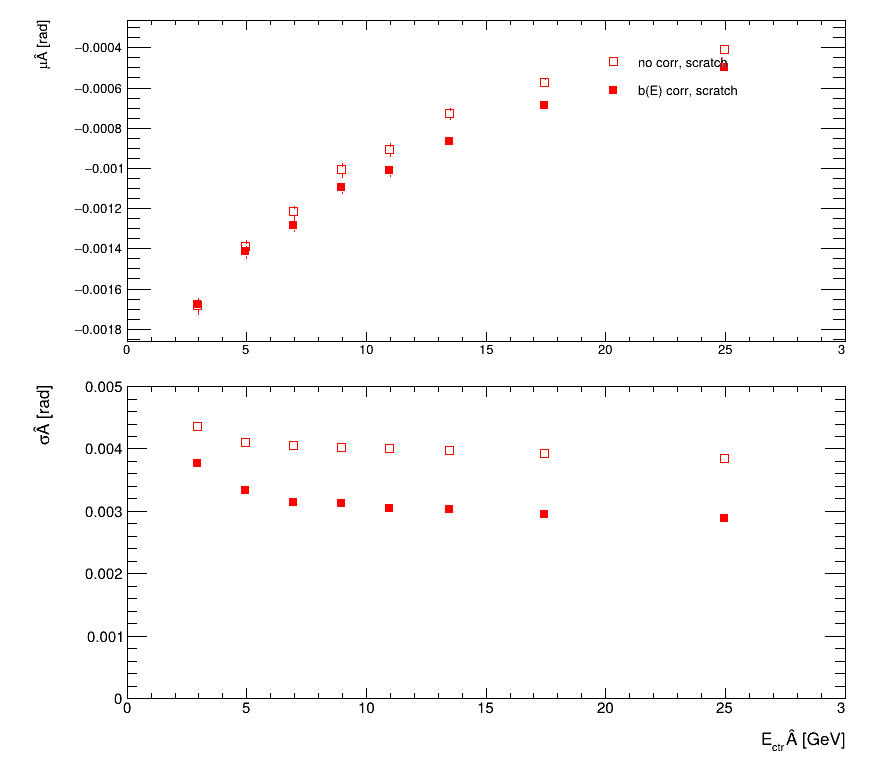 μÂ [rad]
−0.0004
−0.0006
−0.0008
−0.001
−0.0012
−0.0014
−0.0016
−0.0018
no corr, scratch
b(E) corr, scratch
0 5 10 15 20 25 3
σÂ [rad]
0.005
0.004
0.003
0.002
0.001
0
0 5 10 15 20 25 3
EctrÂ [GeV]